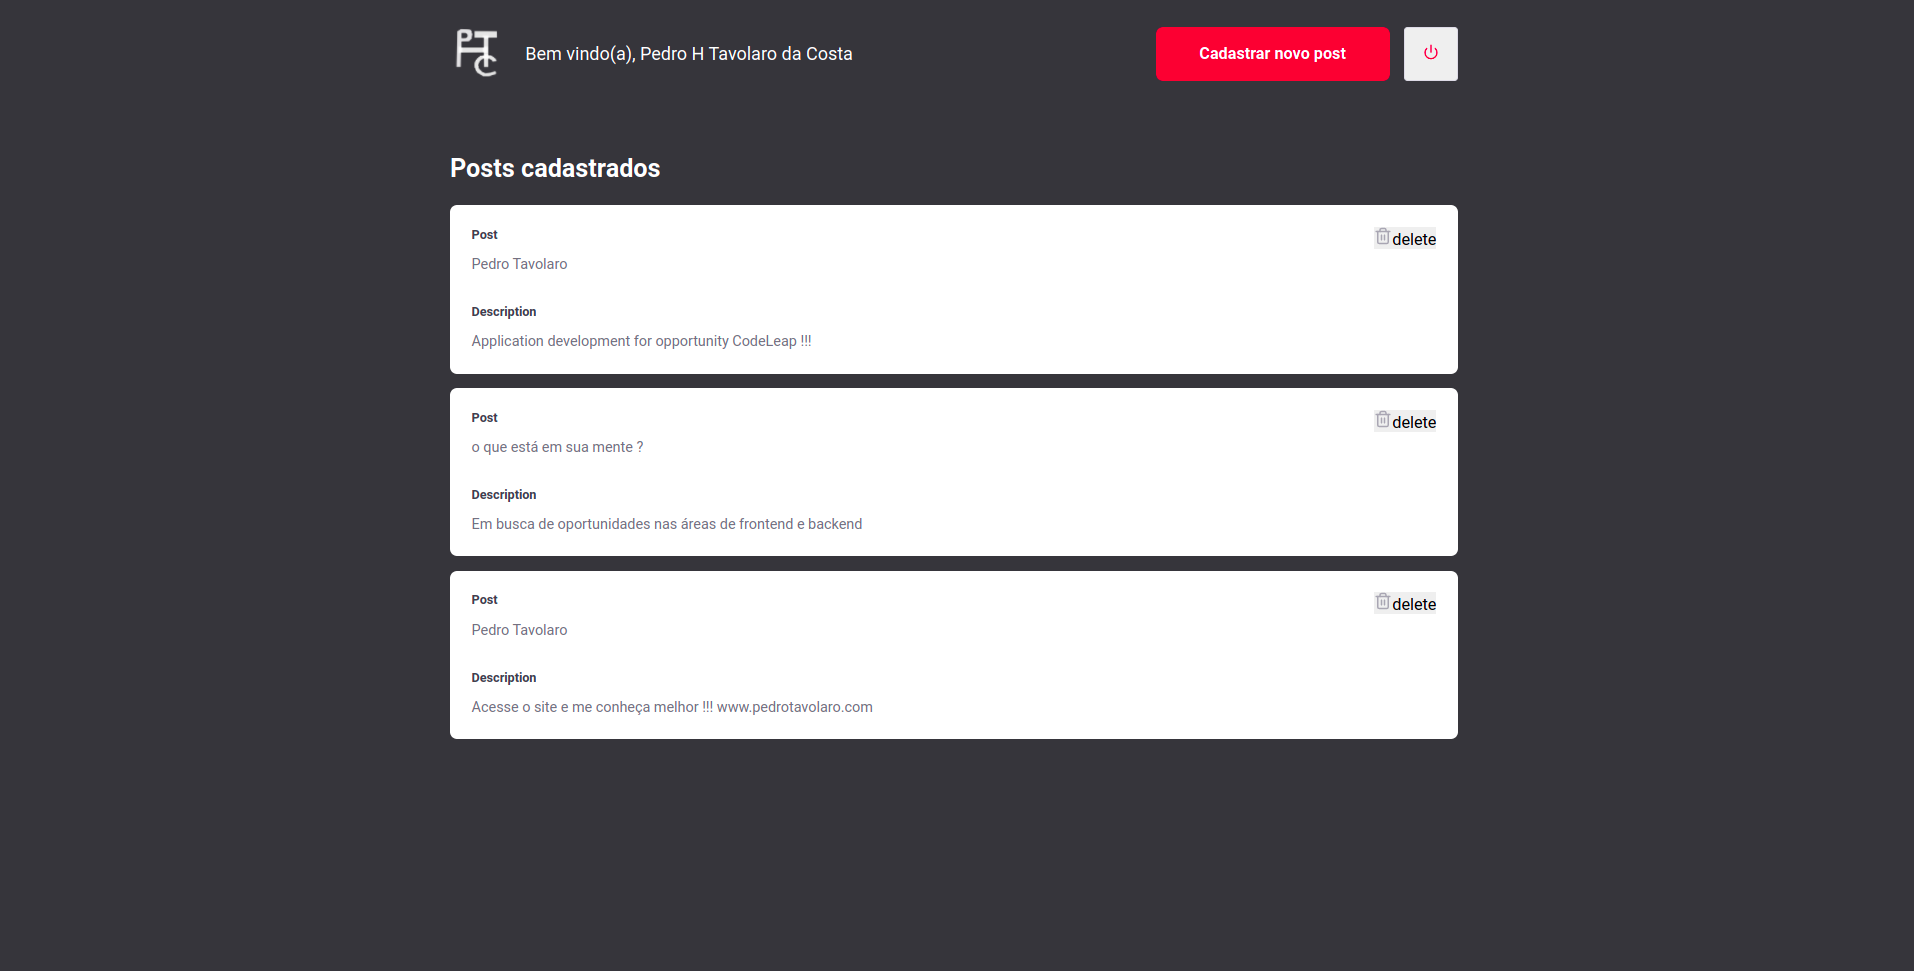 PHTC
Bem vindo(a), Pedro H Tavolaro da Costa
Cadastrar novo post
Posts cadastrados
Post
delete
Pedro Tavolaro
Description
Application development for opportunity CodeLeap !!!
Post
delete
o que está em sua mente ?
Description
Em busca de oportunidades nas áreas de frontend e backend
Post
delete
Pedro Tavolaro
Description
Acesse o site e me conheça melhor !!! www.pedrotavolaro.com